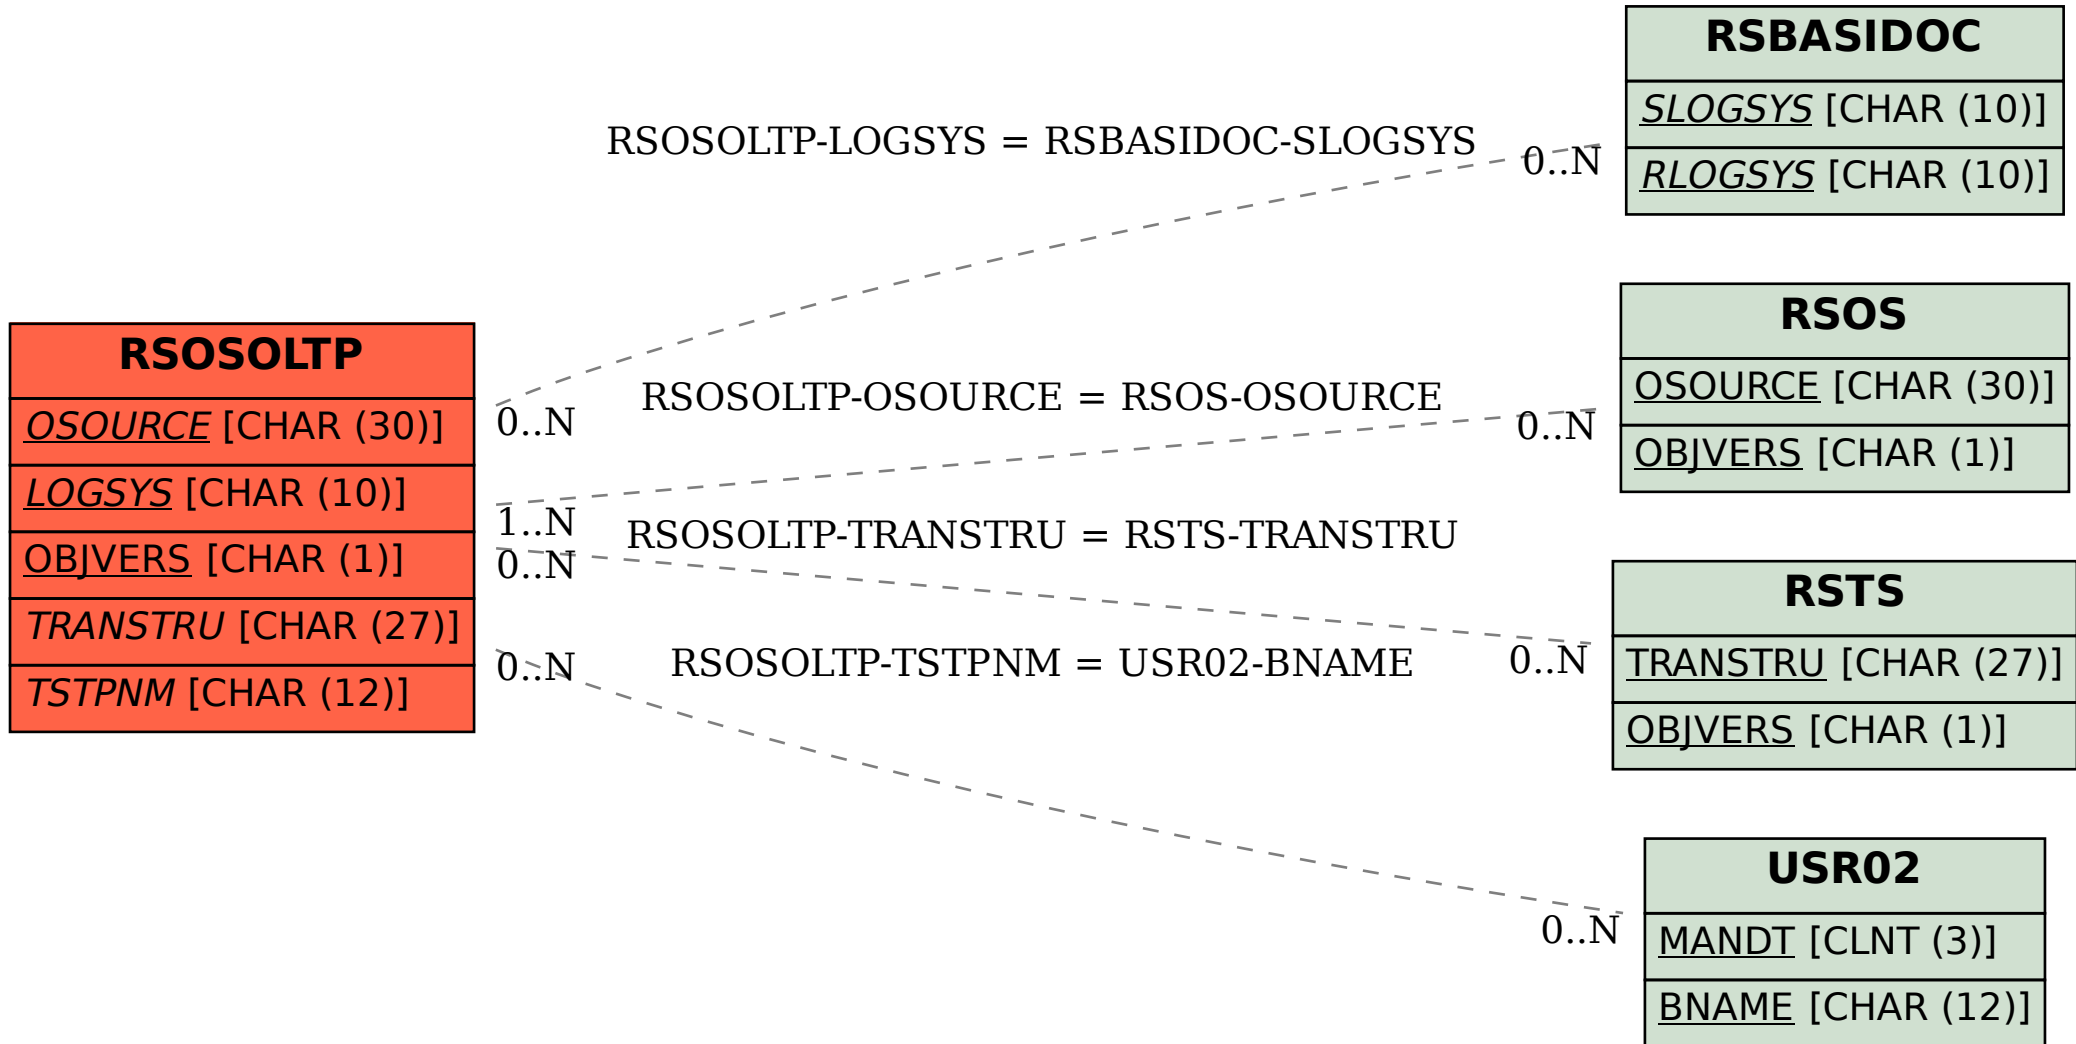 RSOSOLTP
OSOURCE [CHAR (30)]
LOGSYS [CHAR (10)]
OBJVERS [CHAR (1)]
TRANSTRU [CHAR (27)]
TSTPNM [CHAR (12)]
RSOSOLTP-LOGSYS = RSBASIDOC-SLOGSYS
0..N
0..N
RSOSOLTP-OSOURCE = RSOS-OSOURCE
0..N
1..N
RSOSOLTP-TRANSTRU = RSTS-TRANSTRU
0..N
0..N
RSOSOLTP-TSTPNM = USR02-BNAME
0..N
0..N
RSBASIDOC
SLOGSYS [CHAR (10)]
RLOGSYS [CHAR (10)]
RSOS
OSOURCE [CHAR (30)]
OBJVERS [CHAR (1)]
RSTS
TRANSTRU [CHAR (27)]
OBJVERS [CHAR (1)]
USR02
MANDT [CLNT (3)]
BNAME [CHAR (12)]